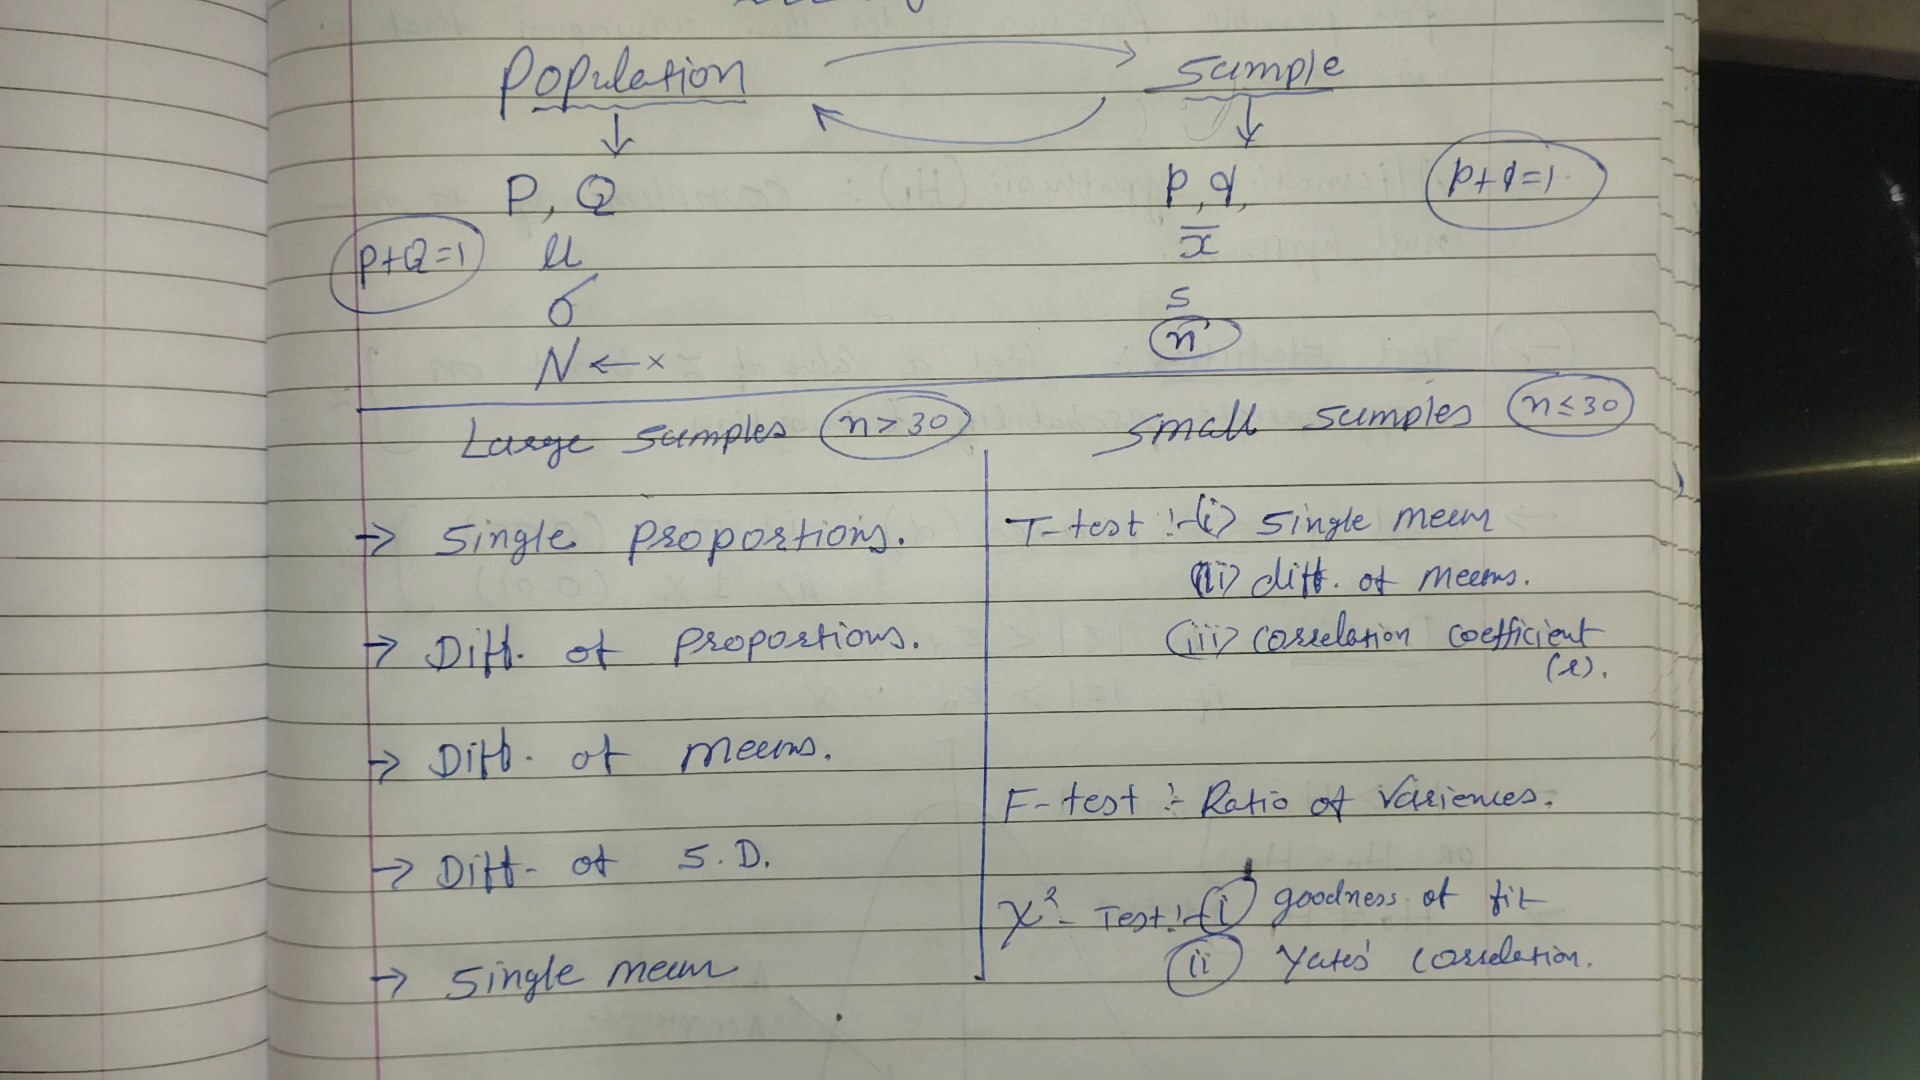 Population → sample
↓ ↓
P, Q p, q, p+q=1
P+Q=1 μ x̄
σ s
N ← × n
Large samples n > 30 small samples n ≤ 30
→ Single proportions.
→ Diff. of proportions.
→ Diff. of means.
→ Diff. of S.D.
→ Single mean
T-test :- (i) single mean
(ii) diff. of means.
(iii) correlation coefficient
(r).
F-test :- Ratio of Variences.
χ²- Test :- (i) goodness of fit
(ii) Yates' correlation.